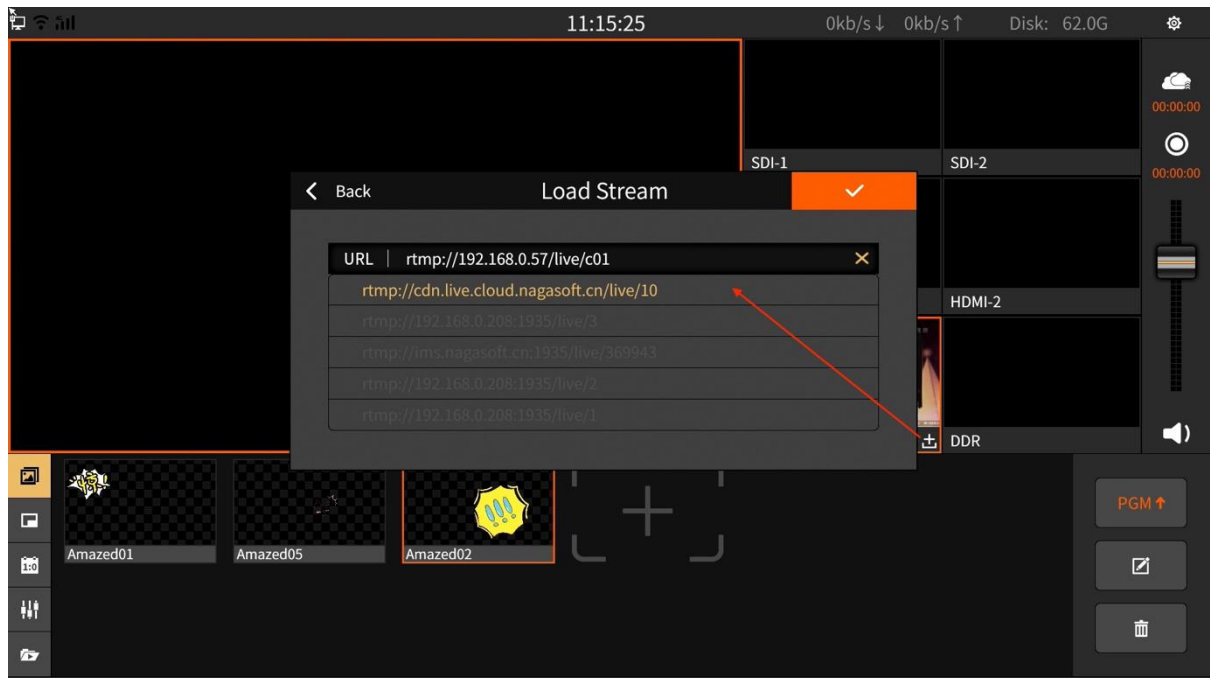 11:15:25
0kb/s↓ 0kb/s↑ Disk: 62.0G
00:00:00
SDI-1
SDI-2
00:00:00
Back
Load Stream
URL
rtmp://192.168.0.57/live/c01
rtmp://cdn.live.cloud.nagasoft.cn/live/10
HDMI-2
rtmp://192.168.0.208:1935/live/3
rtmp://ims.nagasoft.cn:1935/live/369943
rtmp://192.168.0.208:1935/live/2
rtmp://192.168.0.208:1935/live/1
DDR
惊!
!!!
PGM↑
Amazed01
Amazed05
Amazed02
1:0